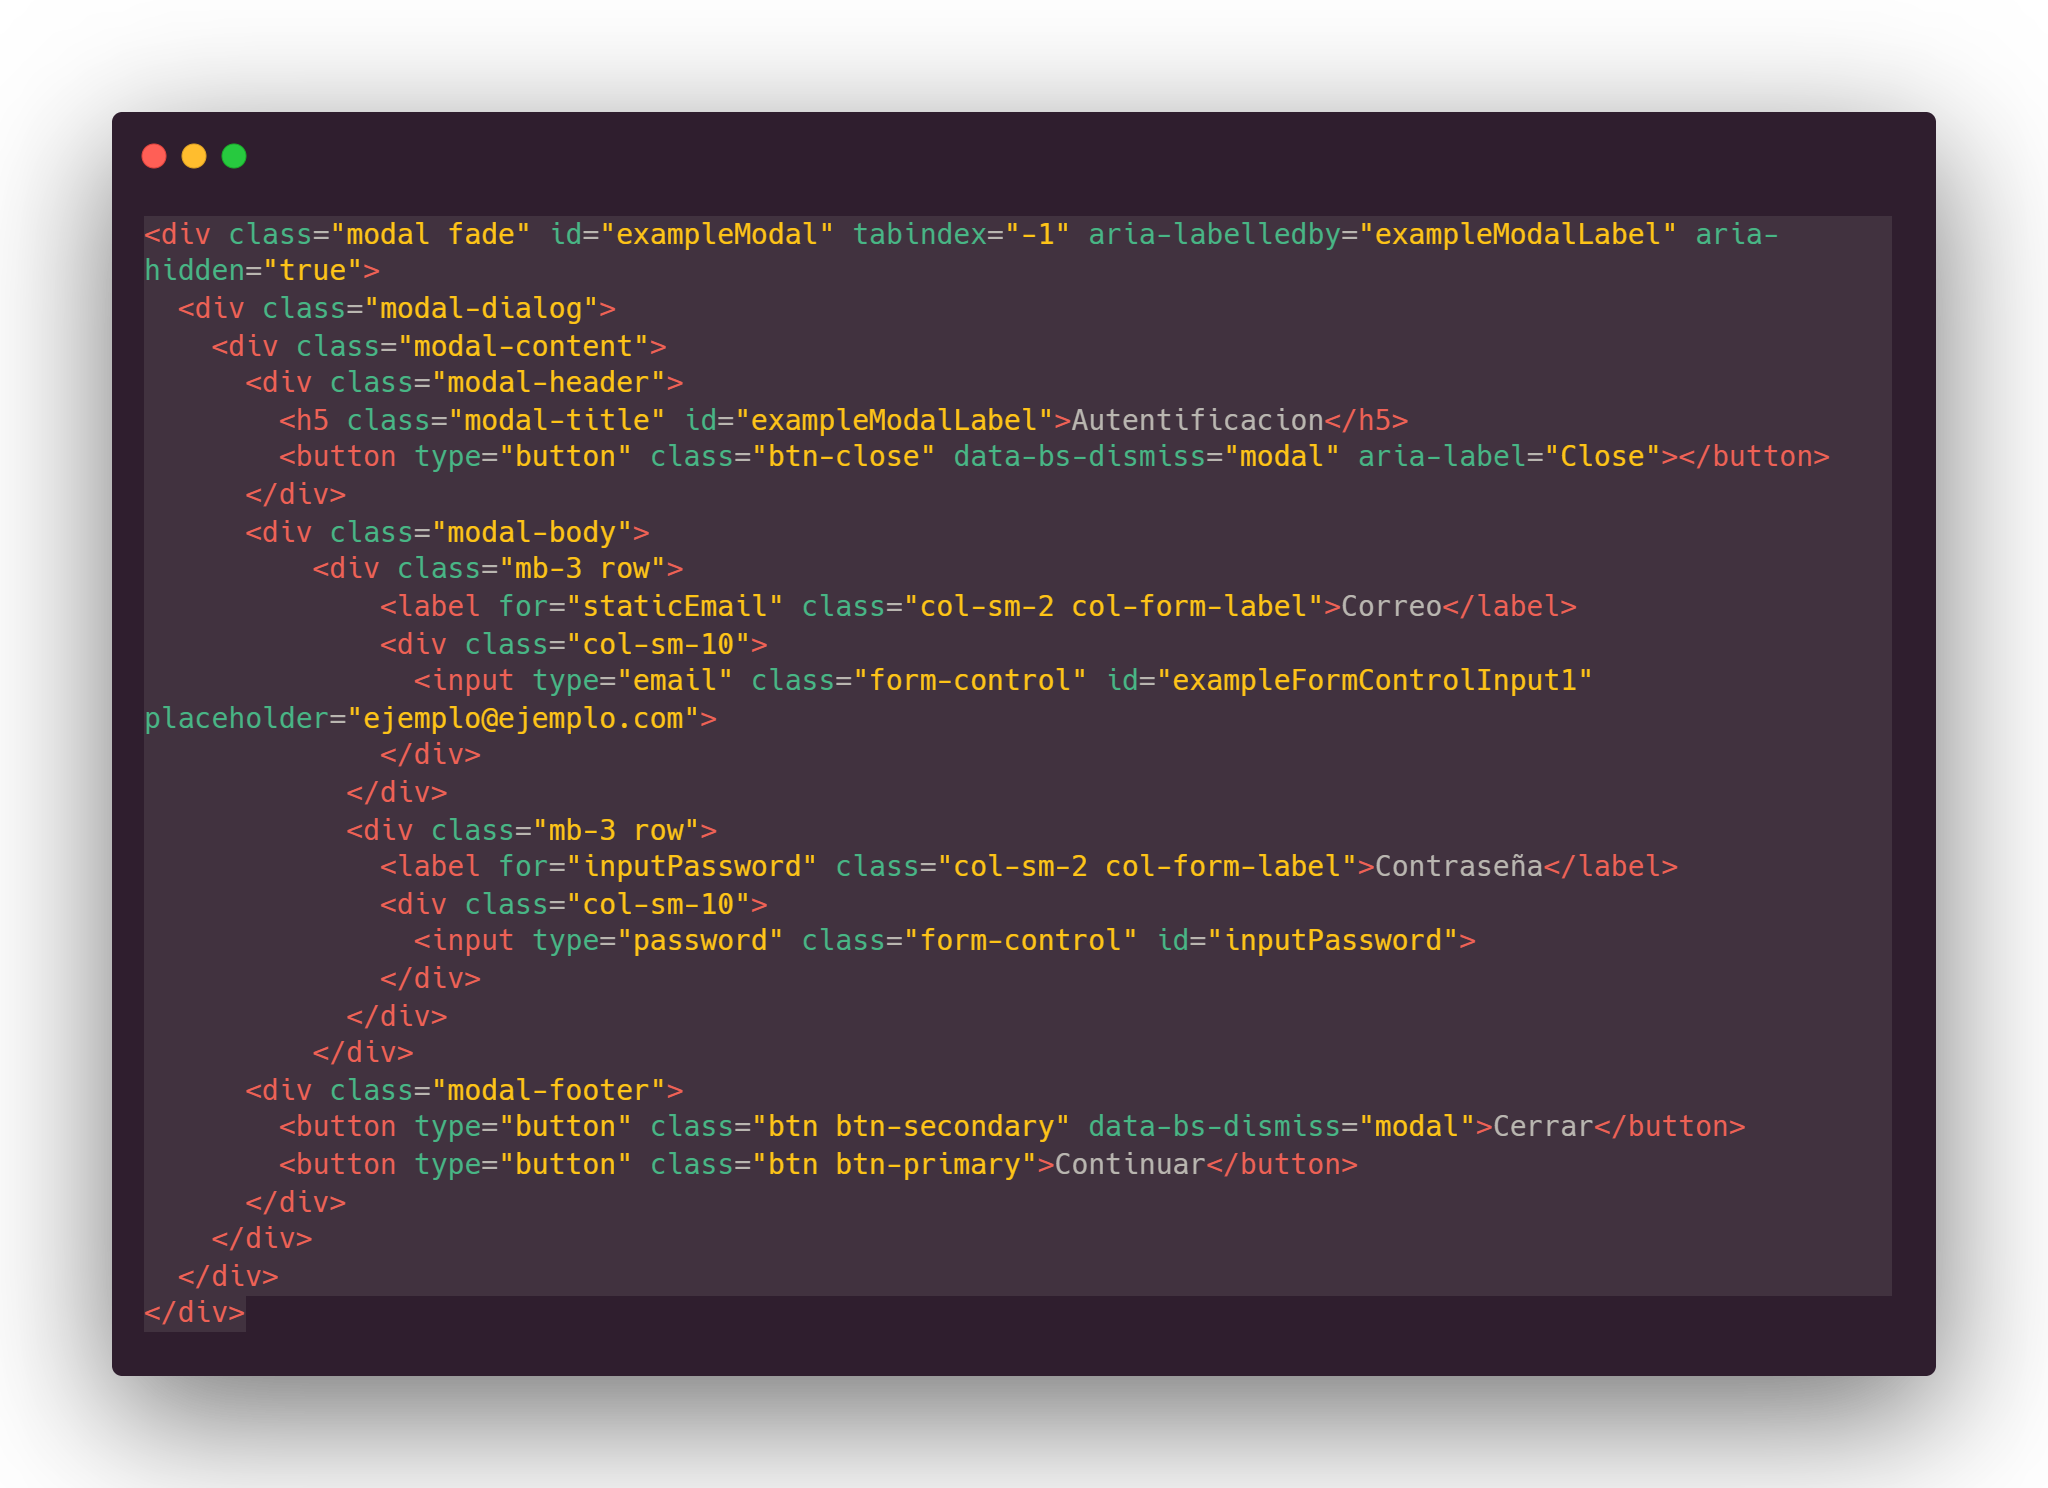 <div class="modal fade" id="exampleModal" tabindex="-1" aria-labelledby="exampleModalLabel" aria-
hidden="true">
  <div class="modal-dialog">
    <div class="modal-content">
      <div class="modal-header">
        <h5 class="modal-title" id="exampleModalLabel">Autentificacion</h5>
        <button type="button" class="btn-close" data-bs-dismiss="modal" aria-label="Close"></button>
      </div>
      <div class="modal-body">
          <div class="mb-3 row">
              <label for="staticEmail" class="col-sm-2 col-form-label">Correo</label>
              <div class="col-sm-10">
                <input type="email" class="form-control" id="exampleFormControlInput1"
placeholder="ejemplo@ejemplo.com">
              </div>
            </div>
            <div class="mb-3 row">
              <label for="inputPassword" class="col-sm-2 col-form-label">Contraseña</label>
              <div class="col-sm-10">
                <input type="password" class="form-control" id="inputPassword">
              </div>
            </div>
          </div>
      <div class="modal-footer">
        <button type="button" class="btn btn-secondary" data-bs-dismiss="modal">Cerrar</button>
        <button type="button" class="btn btn-primary">Continuar</button>
      </div>
    </div>
  </div>
</div>